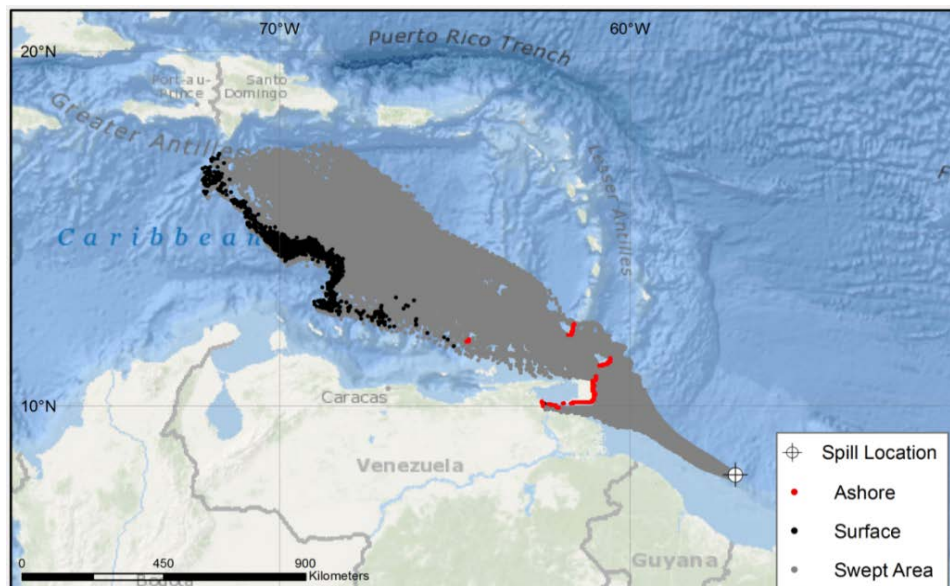 70°W
60°W
20°N
Puerto Rico Trench
Port-au-
Prince
Santo
Domingo
Greater Antilles
Lesser Antilles
F
Caribbean
Caracas
10°N
Venezuela
Guyana
Spill Location
Ashore
Surface
Swept Area
0 450 900
Kilometers
Bogotá